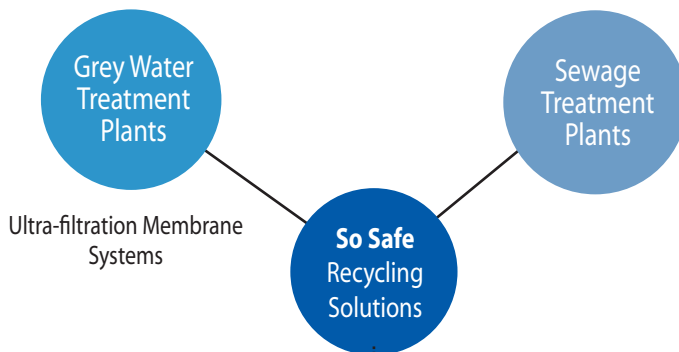 Grey Water
Treatment
Plants
Sewage
Treatment
Plants
Ultra-filtration Membrane
Systems
So Safe
Recycling
Solutions